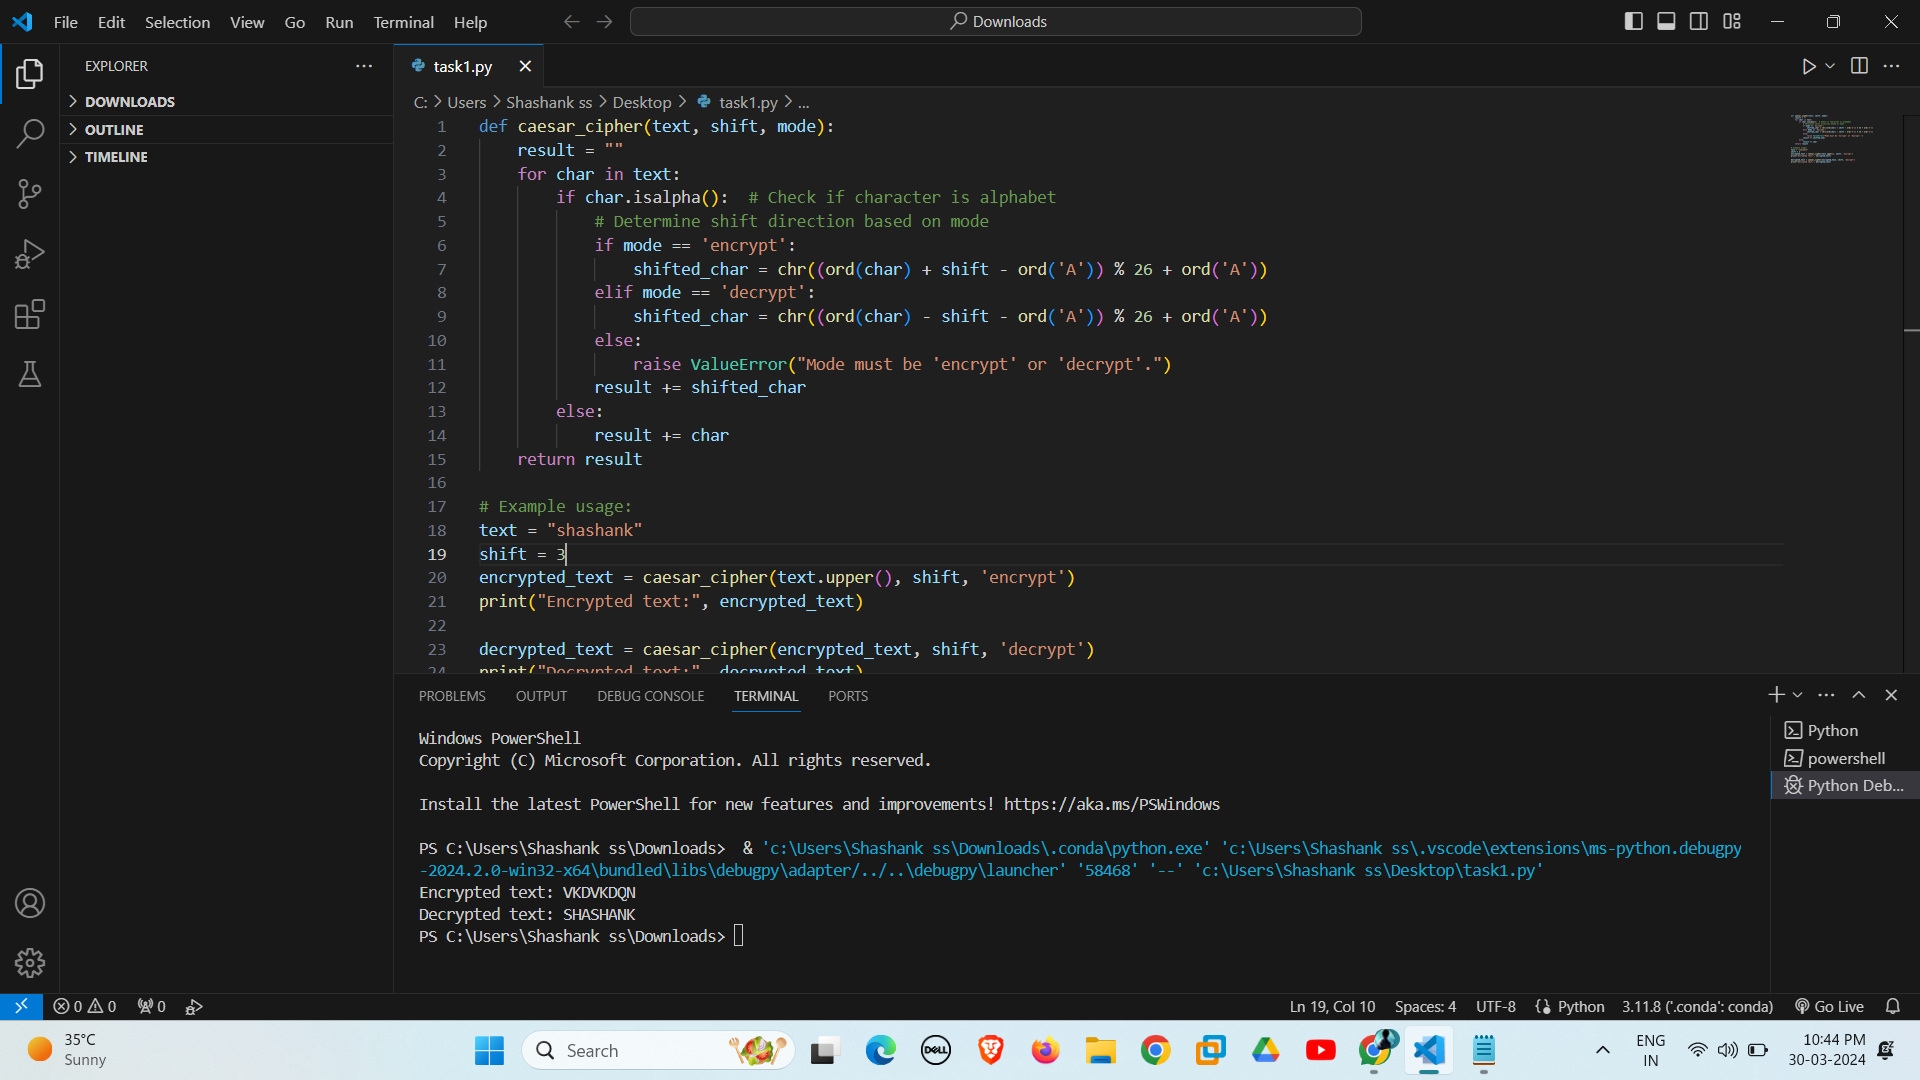 File Edit Selection View Go Run Terminal Help
Downloads
EXPLORER
DOWNLOADS
OUTLINE
TIMELINE
task1.py
C: > Users > Shashank ss > Desktop > task1.py > ...
1 def caesar_cipher(text, shift, mode):
2 result = ""
3 for char in text:
4 if char.isalpha():  # Check if character is alphabet
5 # Determine shift direction based on mode
6 if mode == 'encrypt':
7 shifted_char = chr((ord(char) + shift - ord('A')) % 26 + ord('A'))
8 elif mode == 'decrypt':
9 shifted_char = chr((ord(char) - shift - ord('A')) % 26 + ord('A'))
10 else:
11 raise ValueError("Mode must be 'encrypt' or 'decrypt'.")
12 result += shifted_char
13 else:
14 result += char
15 return result
16
17 # Example usage:
18 text = "shashank"
19 shift = 3
20 encrypted_text = caesar_cipher(text.upper(), shift, 'encrypt')
21 print("Encrypted text:", encrypted_text)
22
23 decrypted_text = caesar_cipher(encrypted_text, shift, 'decrypt')
24 print("Decrypted text:", decrypted_text)
PROBLEMS OUTPUT DEBUG CONSOLE TERMINAL PORTS
Windows PowerShell
Copyright (C) Microsoft Corporation. All rights reserved.
Install the latest PowerShell for new features and improvements! https://aka.ms/PSWindows
PS C:\Users\Shashank ss\Downloads>  & 'c:\Users\Shashank ss\Downloads\.conda\python.exe' 'c:\Users\Shashank ss\.vscode\extensions\ms-python.debugpy
-2024.2.0-win32-x64\bundled\libs\debugpy\adapter/../..\debugpy\launcher' '58468' '--' 'c:\Users\Shashank ss\Desktop\task1.py'
Encrypted text: VKDVKDQN
Decrypted text: SHASHANK
PS C:\Users\Shashank ss\Downloads>
Python
powershell
Python Deb...
0 0 0
Ln 19, Col 10 Spaces: 4 UTF-8 {} Python 3.11.8 ('.conda': conda) Go Live
35°C
Sunny
Search
DELL
ENG
IN
10:44 PM
30-03-2024